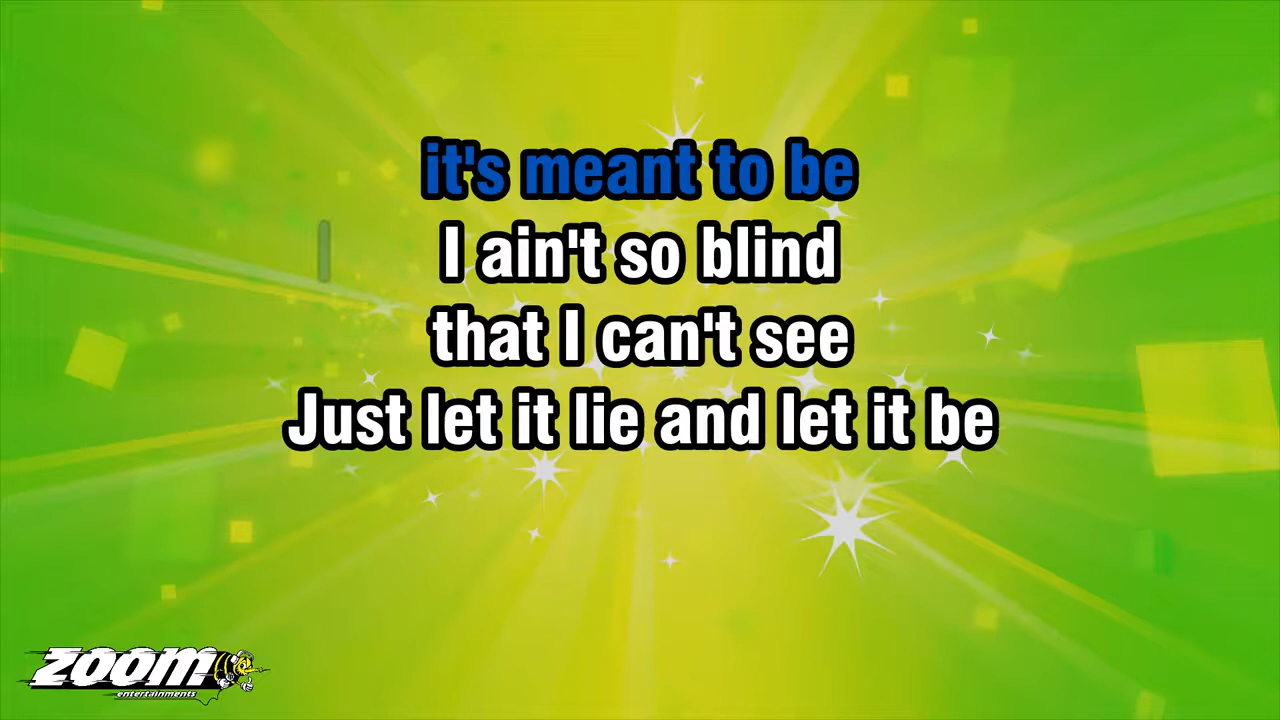 it's meant to be
I ain't so blind
that I can't see
Just let it lie and let it be
ZOOM
entertainments